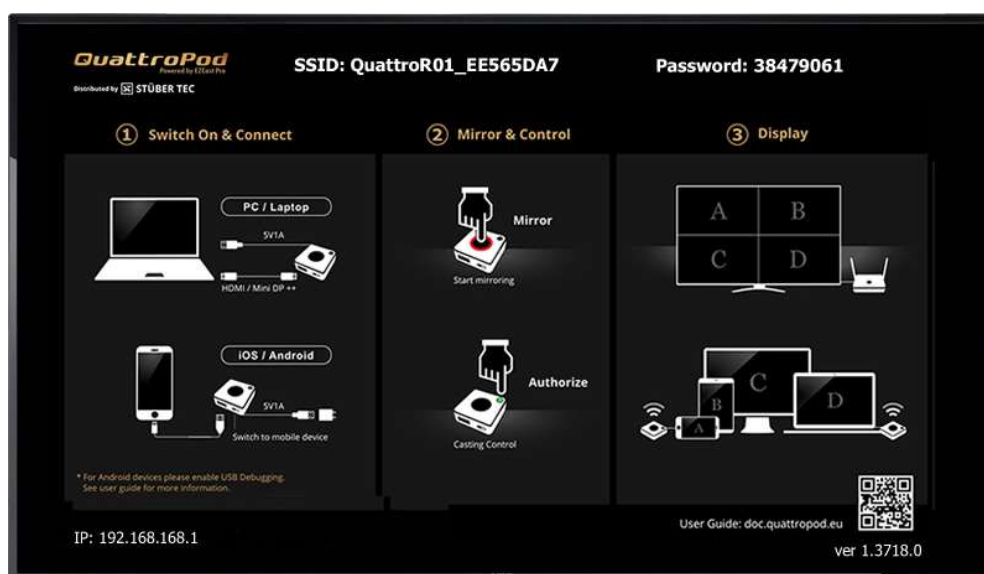 QuattroPod
Powered by EZCast Pro
Distributed by STÜBER TEC
SSID: QuattroR01_EE565DA7
Password: 38479061
1 Switch On & Connect
PC / Laptop
5V1A
HDMI / Mini DP ++
iOS / Android
5V1A
Switch to mobile device
* For Android devices please enable USB Debugging.
See user guide for more information.
2 Mirror & Control
Mirror
Start mirroring
Authorize
Casting Control
3 Display
A B
C D
A B C D
User Guide: doc.quattropod.eu
IP: 192.168.168.1
ver 1.3718.0